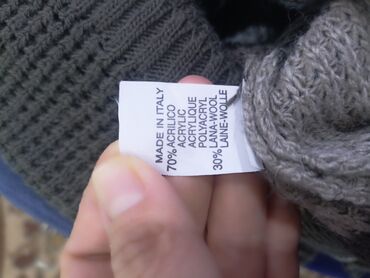 MADE IN ITALY
70% ACRILICO
ACRYLIC
ACRYLIQUE
POLYACRYL
30% LANA-WOOL
LAINE-WOLLE